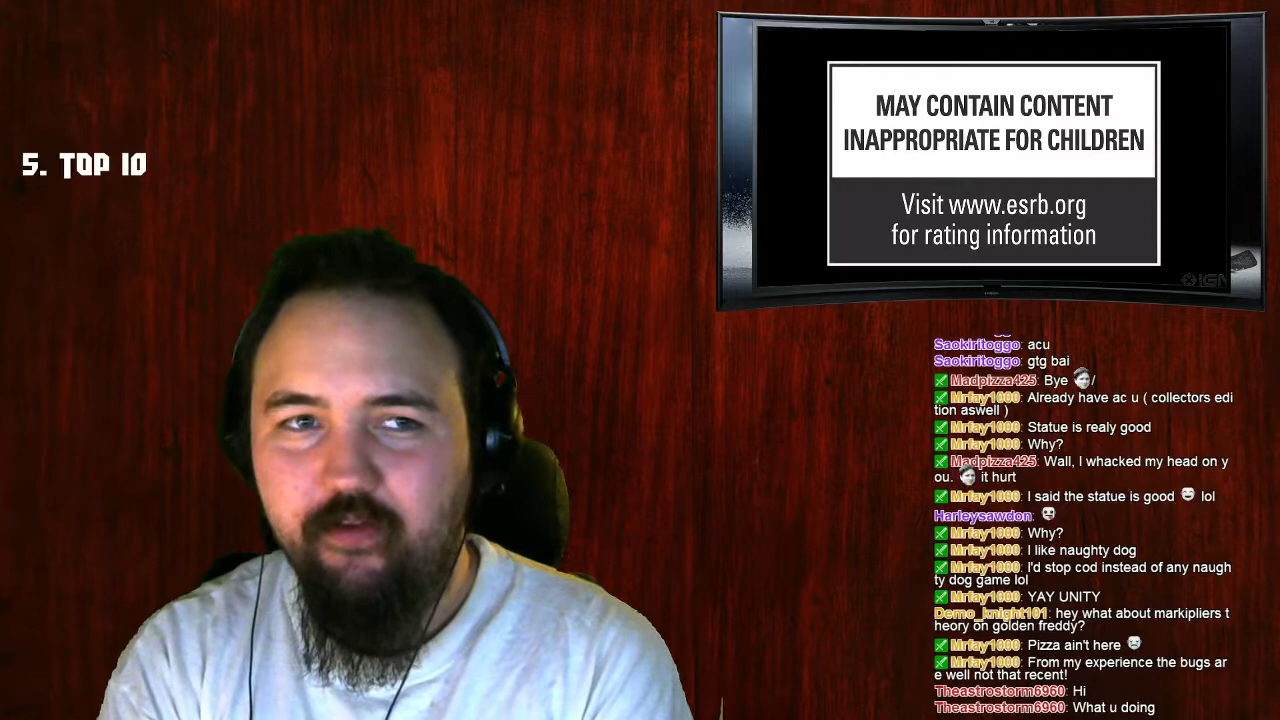 5. TOP 10
MAY CONTAIN CONTENT
INAPPROPRIATE FOR CHILDREN
Visit www.esrb.org
for rating information
IGN
Saokiritoggo: acu
Saokiritoggo: gtg bai
Madpizza425: Bye /
Mrfay1000: Already have ac u ( collectors edi
tion aswell )
Mrfay1000: Statue is realy good
Mrfay1000: Why?
Madpizza425: Wall, I whacked my head on y
ou. it hurt
Mrfay1000: I said the statue is good lol
Harleysawdon:
Mrfay1000: Why?
Mrfay1000: I like naughty dog
Mrfay1000: I'd stop cod instead of any naugh
ty dog game lol
Mrfay1000: YAY UNITY
Demo_knight101: hey what about markipliers t
heory on golden freddy?
Mrfay1000: Pizza ain't here
Mrfay1000: From my experience the bugs ar
e well not that recent!
Theastrostorm6960: Hi
Theastrostorm6960: What u doing